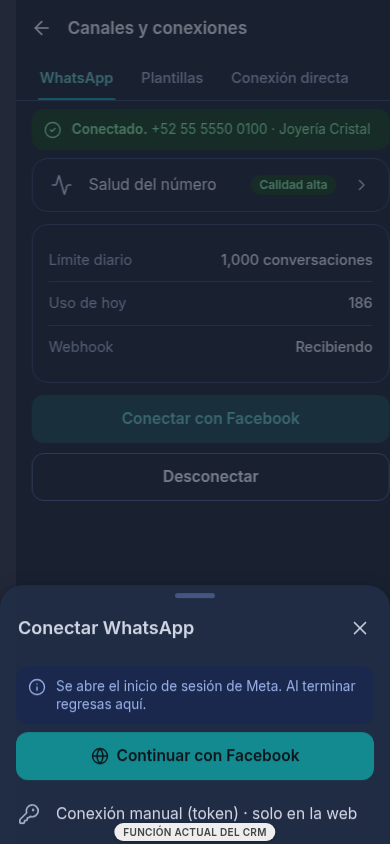 Canales y conexiones
WhatsApp Plantillas Conexión directa
Conectado. +52 55 5550 0100 · Joyería Cristal
Salud del número Calidad alta
Límite diario 1,000 conversaciones
Uso de hoy 186
Webhook Recibiendo
Conectar con Facebook
Desconectar
Conectar WhatsApp
Se abre el inicio de sesión de Meta. Al terminar
regresas aquí.
Continuar con Facebook
Conexión manual (token) · solo en la web
FUNCIÓN ACTUAL DEL CRM